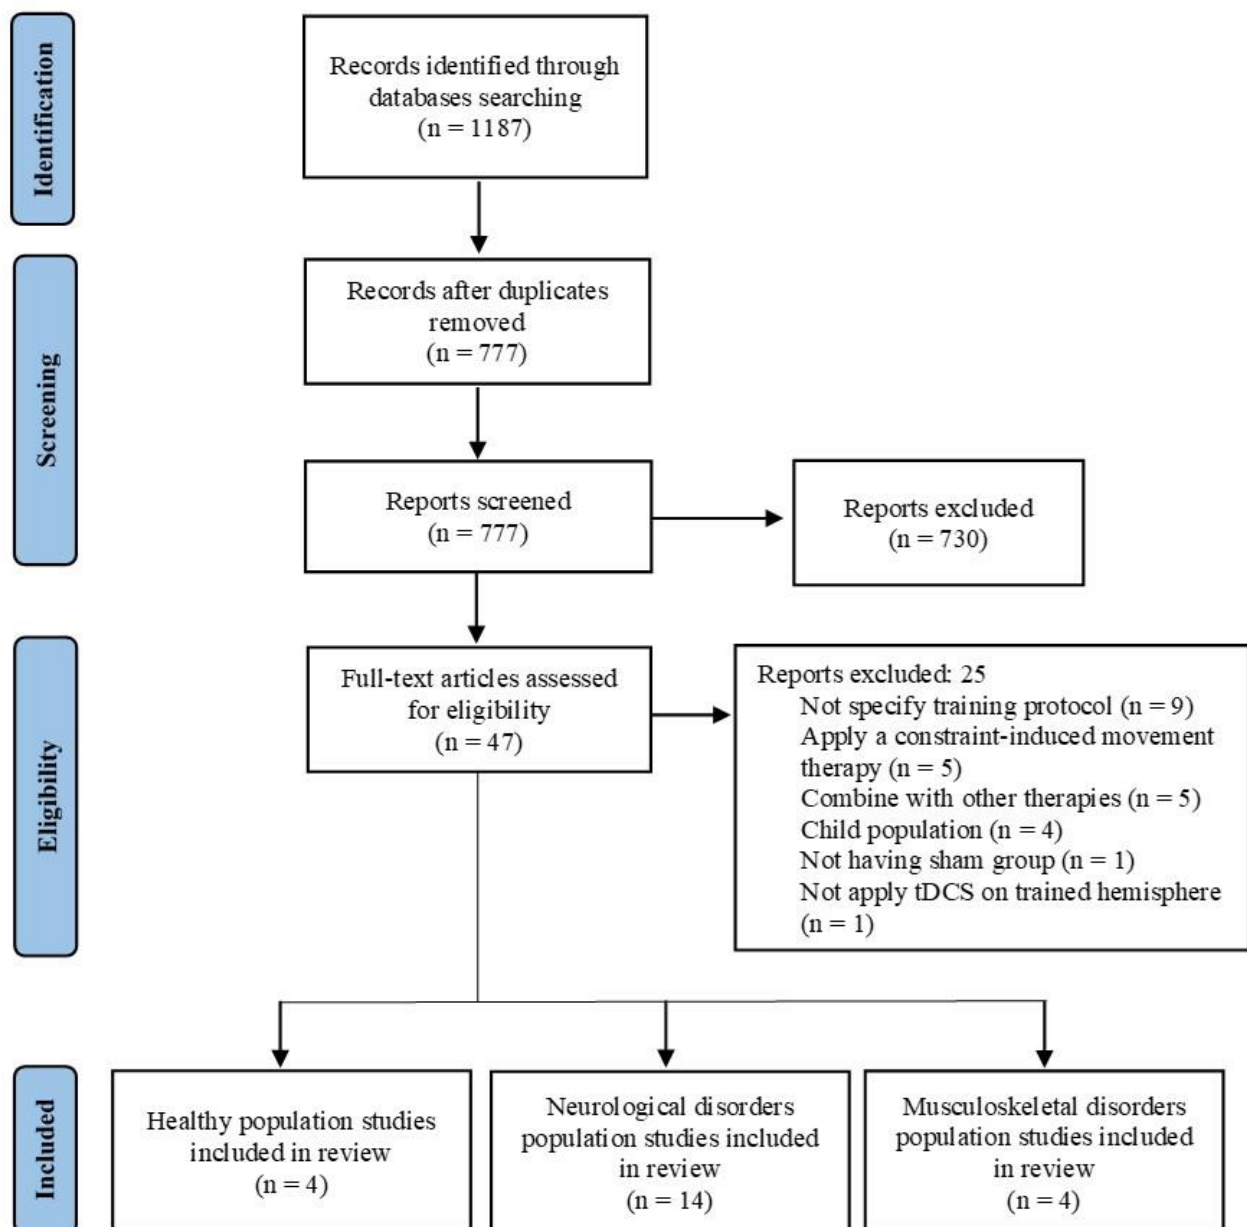 Identification
Records identified through
databases searching
(n = 1187)
Screening
Records after duplicates
removed
(n = 777)
Reports screened
(n = 777)
Reports excluded
(n = 730)
Eligibility
Full-text articles assessed
for eligibility
(n = 47)
Reports excluded: 25
Not specify training protocol (n = 9)
Apply a constraint-induced movement
therapy (n = 5)
Combine with other therapies (n = 5)
Child population (n = 4)
Not having sham group (n = 1)
Not apply tDCS on trained hemisphere
(n = 1)
Included
Healthy population studies
included in review
(n = 4)
Neurological disorders
population studies included
in review
(n = 14)
Musculoskeletal disorders
population studies included
in review
(n = 4)